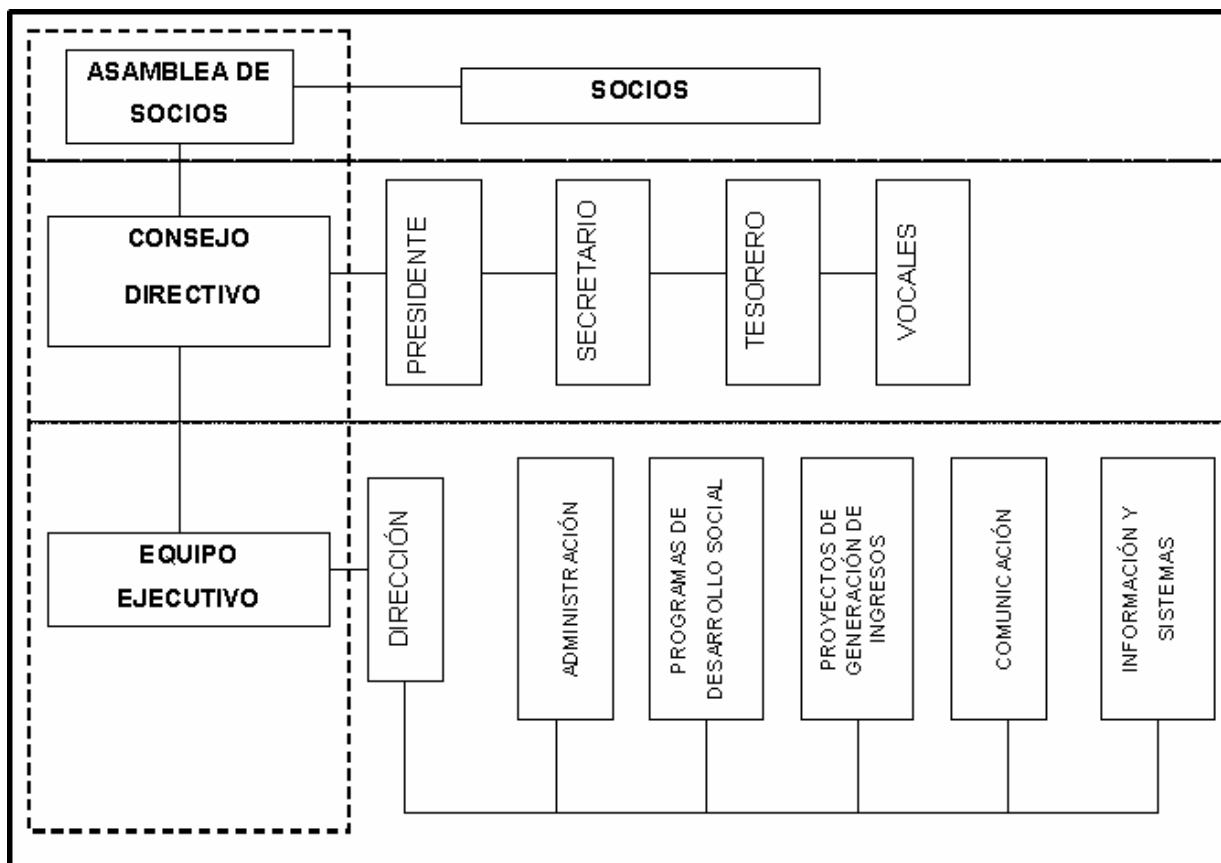 ASAMBLEA DE
SOCIOS
SOCIOS
CONSEJO
DIRECTIVO
PRESIDENTE
SECRETARIO
TESORERO
VOCALES
EQUIPO
EJECUTIVO
DIRECCIÓN
ADMINISTRACIÓN
PROGRAMAS DE
DESARROLLO SOCIAL
PROYECTOS DE
GENERACIÓN DE
INGRESOS
COMUNICACIÓN
INFORMACIÓN Y
SISTEMAS